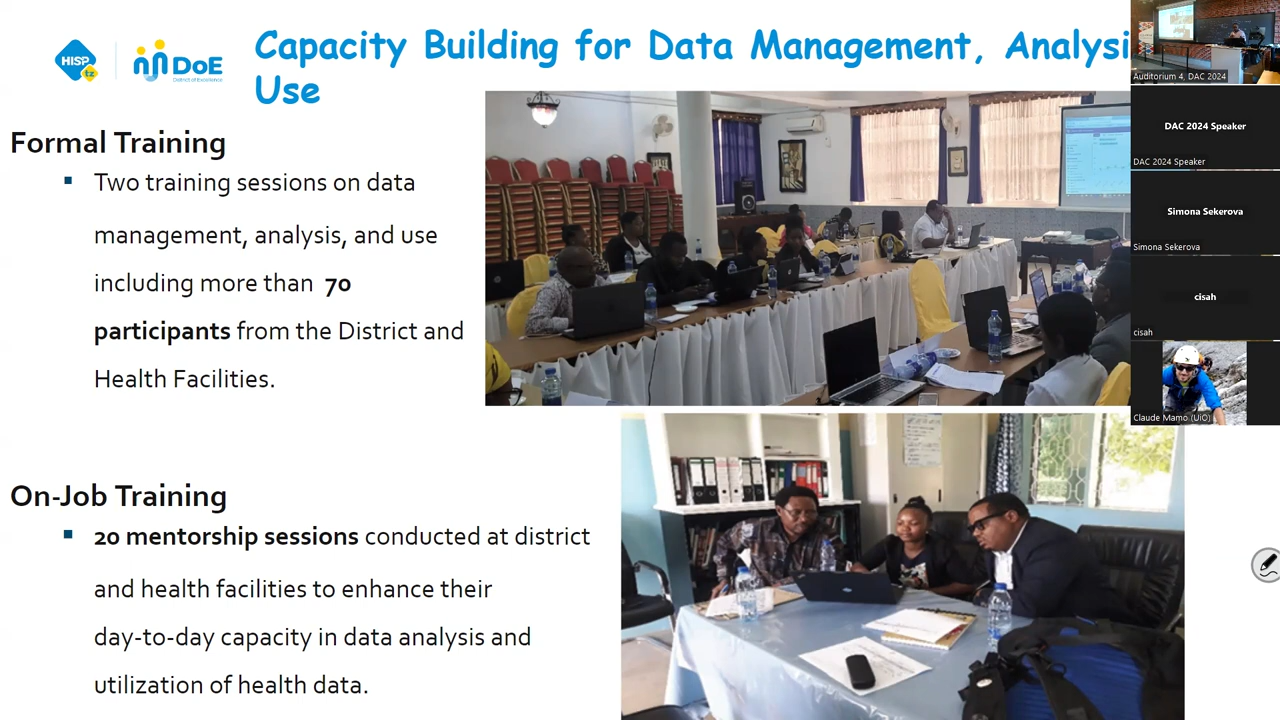 HISP
tz
DoE
District of Excellence
Capacity Building for Data Management, Analysi
Use
Formal Training
Two training sessions on data
management, analysis, and use
including more than 70
participants from the District and
Health Facilities.
On-Job Training
20 mentorship sessions conducted at district
and health facilities to enhance their
day-to-day capacity in data analysis and
utilization of health data.
Auditorium 4, DAC 2024
DAC 2024 Speaker
DAC 2024 Speaker
Simona Sekerova
Simona Sekerova
cisah
cisah
Claude Mamo (UiO)